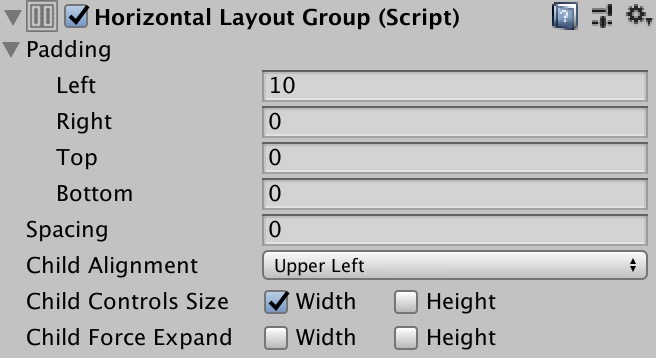 Horizontal Layout Group (Script)
Padding
Left 10
Right 0
Top 0
Bottom 0
Spacing 0
Child Alignment Upper Left
Child Controls Size Width Height
Child Force Expand Width Height